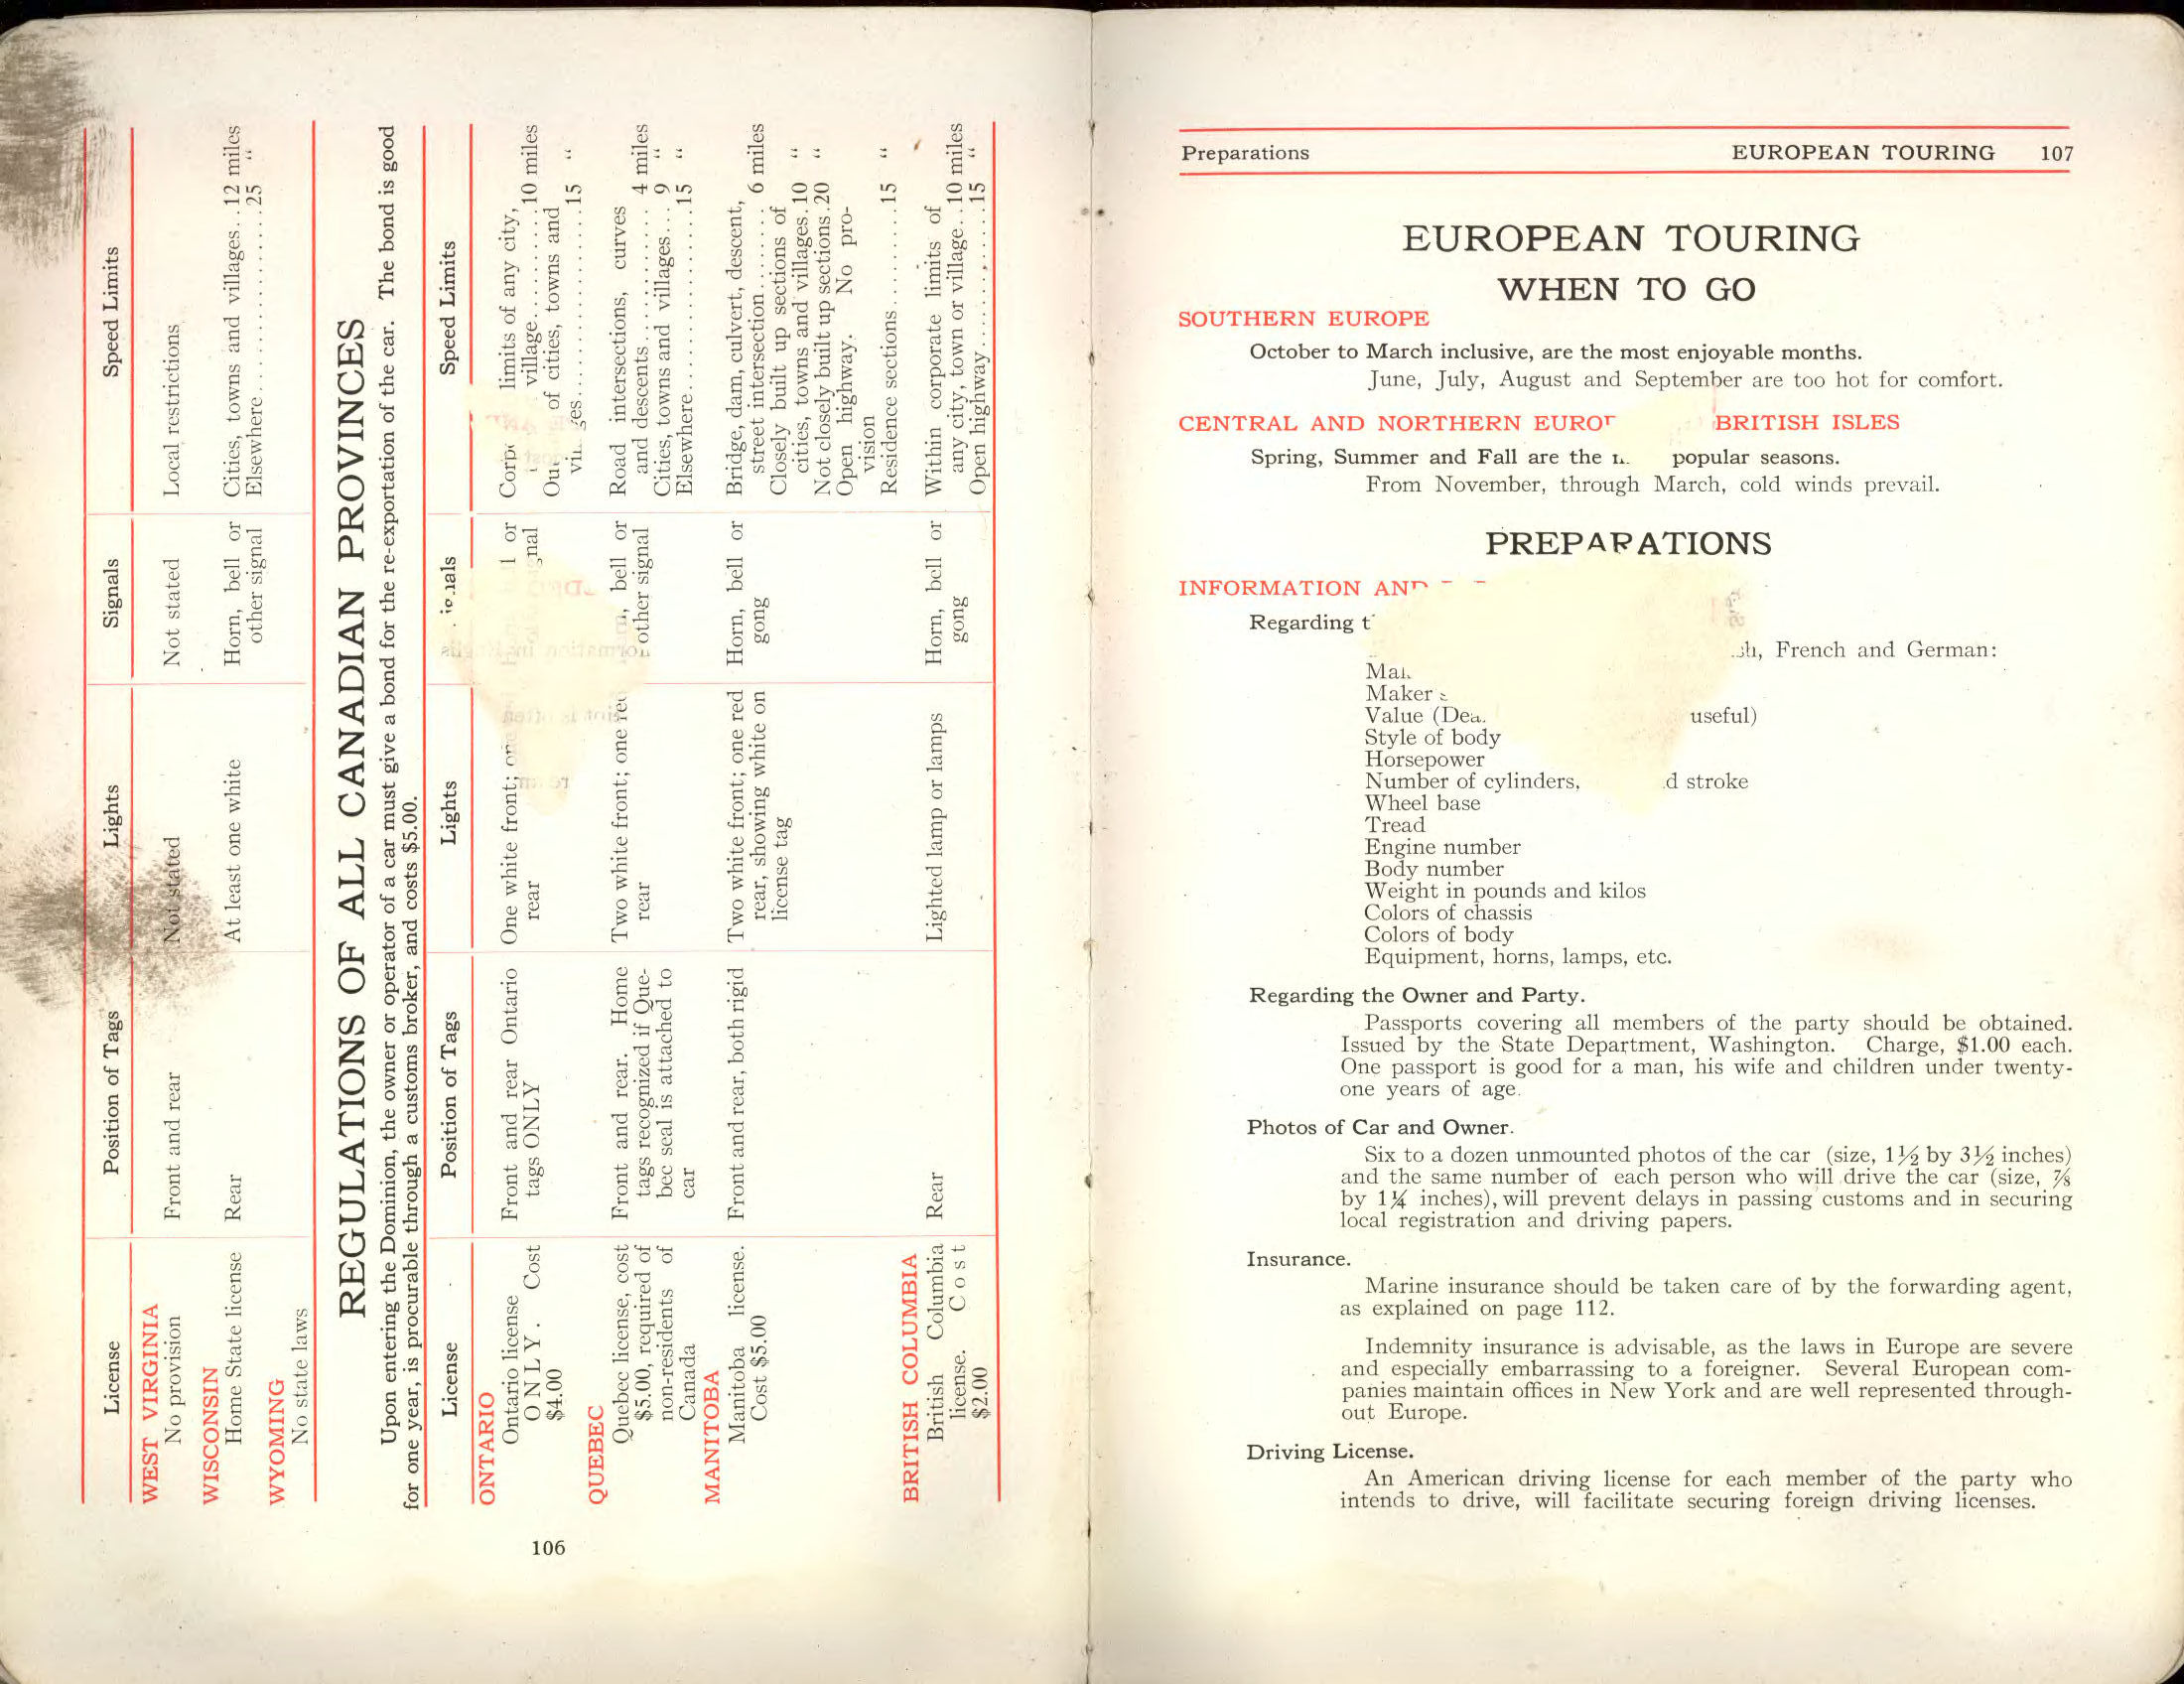 License Position of Tags Lights Signals Speed Limits
WEST VIRGINIA
No provision Front and rear Not stated Not stated Local restrictions
WISCONSIN
Home State license Rear At least one white Horn, bell or Cities, towns and villages..12 miles
other signal Elsewhere......................25 "
WYOMING
No state laws
REGULATIONS OF ALL CANADIAN PROVINCES
Upon entering the Dominion, the owner or operator of a car must give a bond for the re-exportation of the car. The bond is good
for one year, is procurable through a customs broker, and costs $5.00.
License Position of Tags Lights Speed Limits
ONTARIO
Ontario license Front and rear Ontario One white front; or limits of any city,
ONLY. Cost tags ONLY rear village..........10 miles
$4.00 of cities, towns and
15 "
QUEBEC
Quebec license, cost Front and rear. Home Two white front; one bell or Road intersections, curves
$5.00, required of tags recognized if Que- rear other signal and descents.......... 4 miles
non-residents of bec seal is attached to Cities, towns and villages... 9 "
Canada car Elsewhere...................15 "
MANITOBA
Manitoba license. Front and rear, both rigid Two white front; one red Horn, bell or Bridge, dam, culvert, descent,
Cost $5.00 rear, showing white on gong street intersection........ 6 miles
license tag Closely built up sections of
cities, towns and villages.10 "
Not closely built up sections.20 "
Open highway. No pro-
vision
Residence sections..........15 "
BRITISH COLUMBIA
British Columbia Rear Lighted lamp or lamps Horn, bell or Within corporate limits of
license. Cost gong any city, town or village...10 miles
$2.00 Open highway...............15 "
106
Preparations EUROPEAN TOURING 107
EUROPEAN TOURING
WHEN TO GO
SOUTHERN EUROPE
October to March inclusive, are the most enjoyable months.
June, July, August and September are too hot for comfort.
CENTRAL AND NORTHERN BRITISH ISLES
Spring, Summer and Fall are the popular seasons.
From November, through March, cold winds prevail.
PREPARATIONS
INFORMATION
Regarding
French and German:
Maker
Value useful)
Style of body
Horsepower
Number of cylinders, stroke
Wheel base
Tread
Engine number
Body number
Weight in pounds and kilos
Colors of chassis
Colors of body
Equipment, horns, lamps, etc.
Regarding the Owner and Party.
Passports covering all members of the party should be obtained.
Issued by the State Department, Washington. Charge, $1.00 each.
One passport is good for a man, his wife and children under twenty-
one years of age.
Photos of Car and Owner.
Six to a dozen unmounted photos of the car (size, 1½ by 3½ inches)
and the same number of each person who will drive the car (size, ⅞
by 1¼ inches), will prevent delays in passing customs and in securing
local registration and driving papers.
Insurance.
Marine insurance should be taken care of by the forwarding agent,
as explained on page 112.
Indemnity insurance is advisable, as the laws in Europe are severe
and especially embarrassing to a foreigner. Several European com-
panies maintain offices in New York and are well represented through-
out Europe.
Driving License.
An American driving license for each member of the party who
intends to drive, will facilitate securing foreign driving licenses.